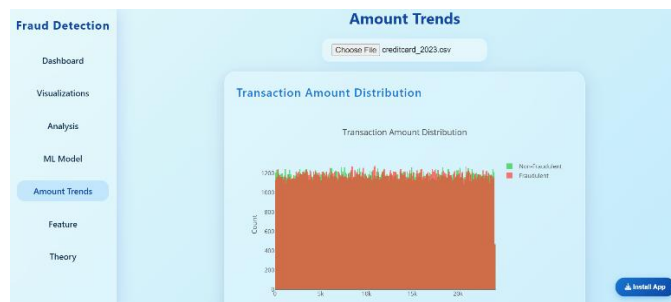 Fraud Detection
Dashboard
Visualizations
Analysis
ML Model
Amount Trends
Feature
Theory
Amount Trends
Choose File creditcard_2023.csv
Transaction Amount Distribution
Transaction Amount Distribution
Non-Fraudulent
Fraudulent
Count
1200
1000
800
600
400
200
0
0
5k
10k
15k
20k
Install App